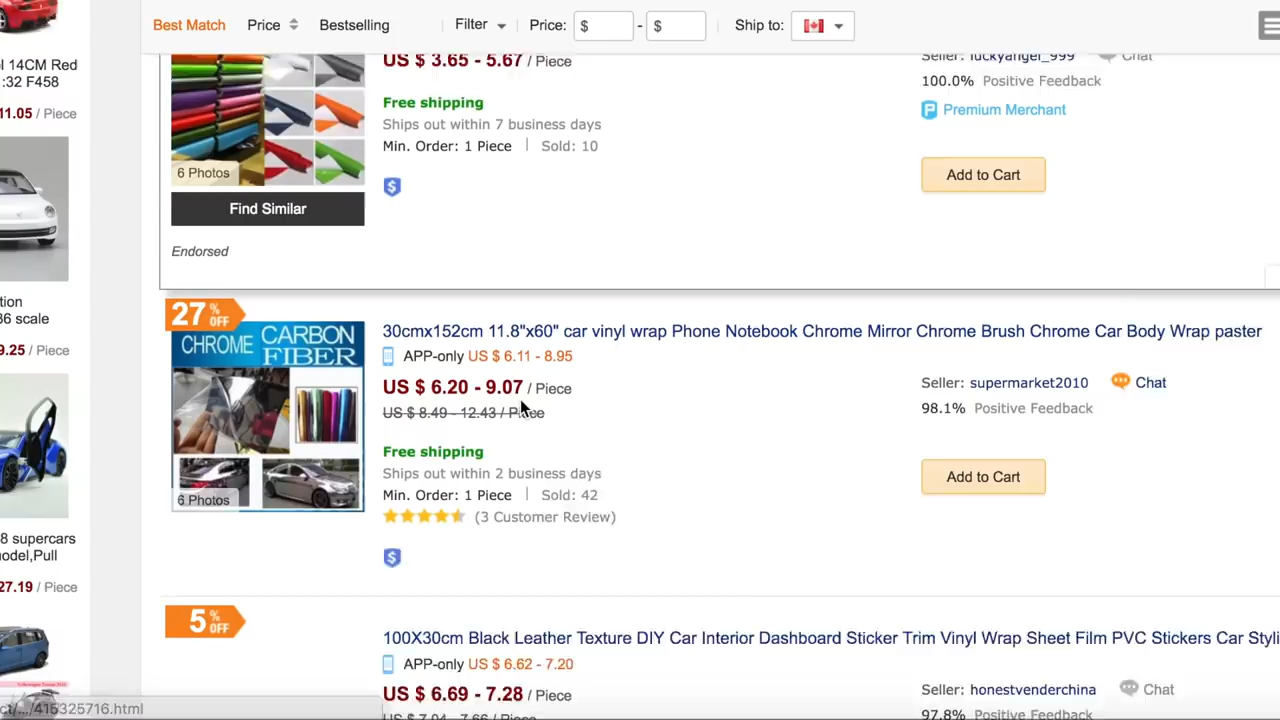 Best Match Price Bestselling Filter Price: $ - $ Ship to:
l 14CM Red
:32 F458
11.05 / Piece
tion
36 scale
9.25 / Piece
8 supercars
odel,Pull
27.19 / Piece
US $ 3.65 - 5.67 / Piece
Free shipping
Ships out within 7 business days
Min. Order: 1 Piece Sold: 10
6 Photos
Find Similar
Endorsed
Seller: luckyangel_999 Chat
100.0% Positive Feedback
Premium Merchant
Add to Cart
27 % OFF
CHROME CARBON
FIBER
6 Photos
30cmx152cm 11.8"x60" car vinyl wrap Phone Notebook Chrome Mirror Chrome Brush Chrome Car Body Wrap paster
APP-only US $ 6.11 - 8.95
US $ 6.20 - 9.07 / Piece
US $ 8.49 - 12.43 / Piece
Free shipping
Ships out within 2 business days
Min. Order: 1 Piece Sold: 42
(3 Customer Review)
Seller: supermarket2010 Chat
98.1% Positive Feedback
Add to Cart
5 % OFF
100X30cm Black Leather Texture DIY Car Interior Dashboard Sticker Trim Vinyl Wrap Sheet Film PVC Stickers Car Styli
APP-only US $ 6.62 - 7.20
US $ 6.69 - 7.28 / Piece
US $ 7.04 - 7.66 / Piece
Seller: honestvenderchina Chat
97.8% Positive Feedback
ct/.../415325716.html